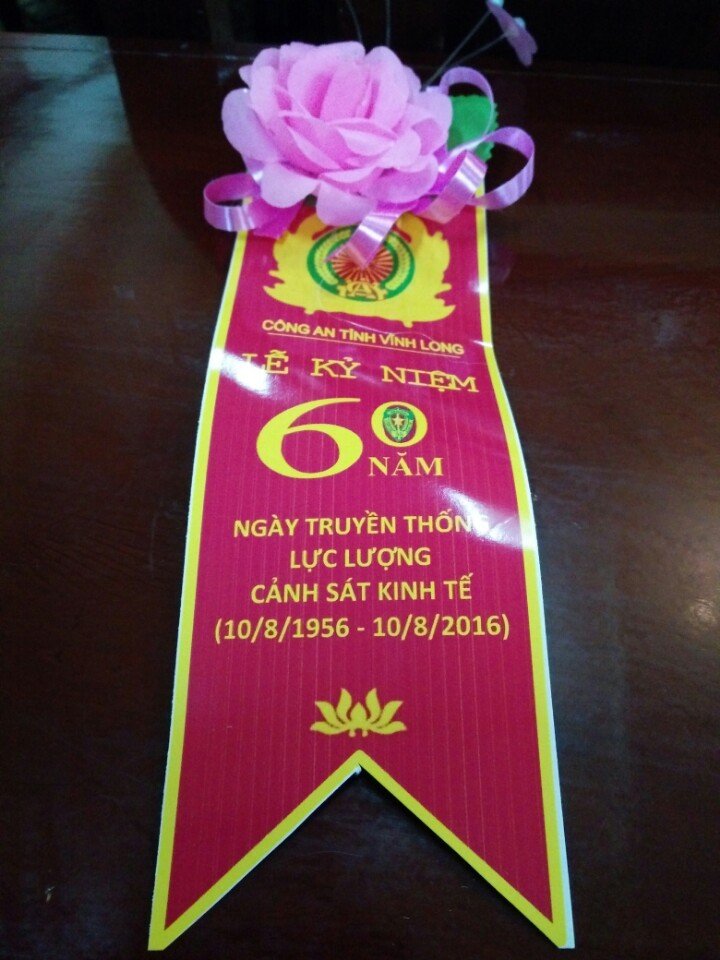 CÔNG AN TỈNH VĨNH LONG
LỄ KỶ NIỆM
60
NĂM
NGÀY TRUYỀN THỐNG
LỰC LƯỢNG
CẢNH SÁT KINH TẾ
(10/8/1956 - 10/8/2016)